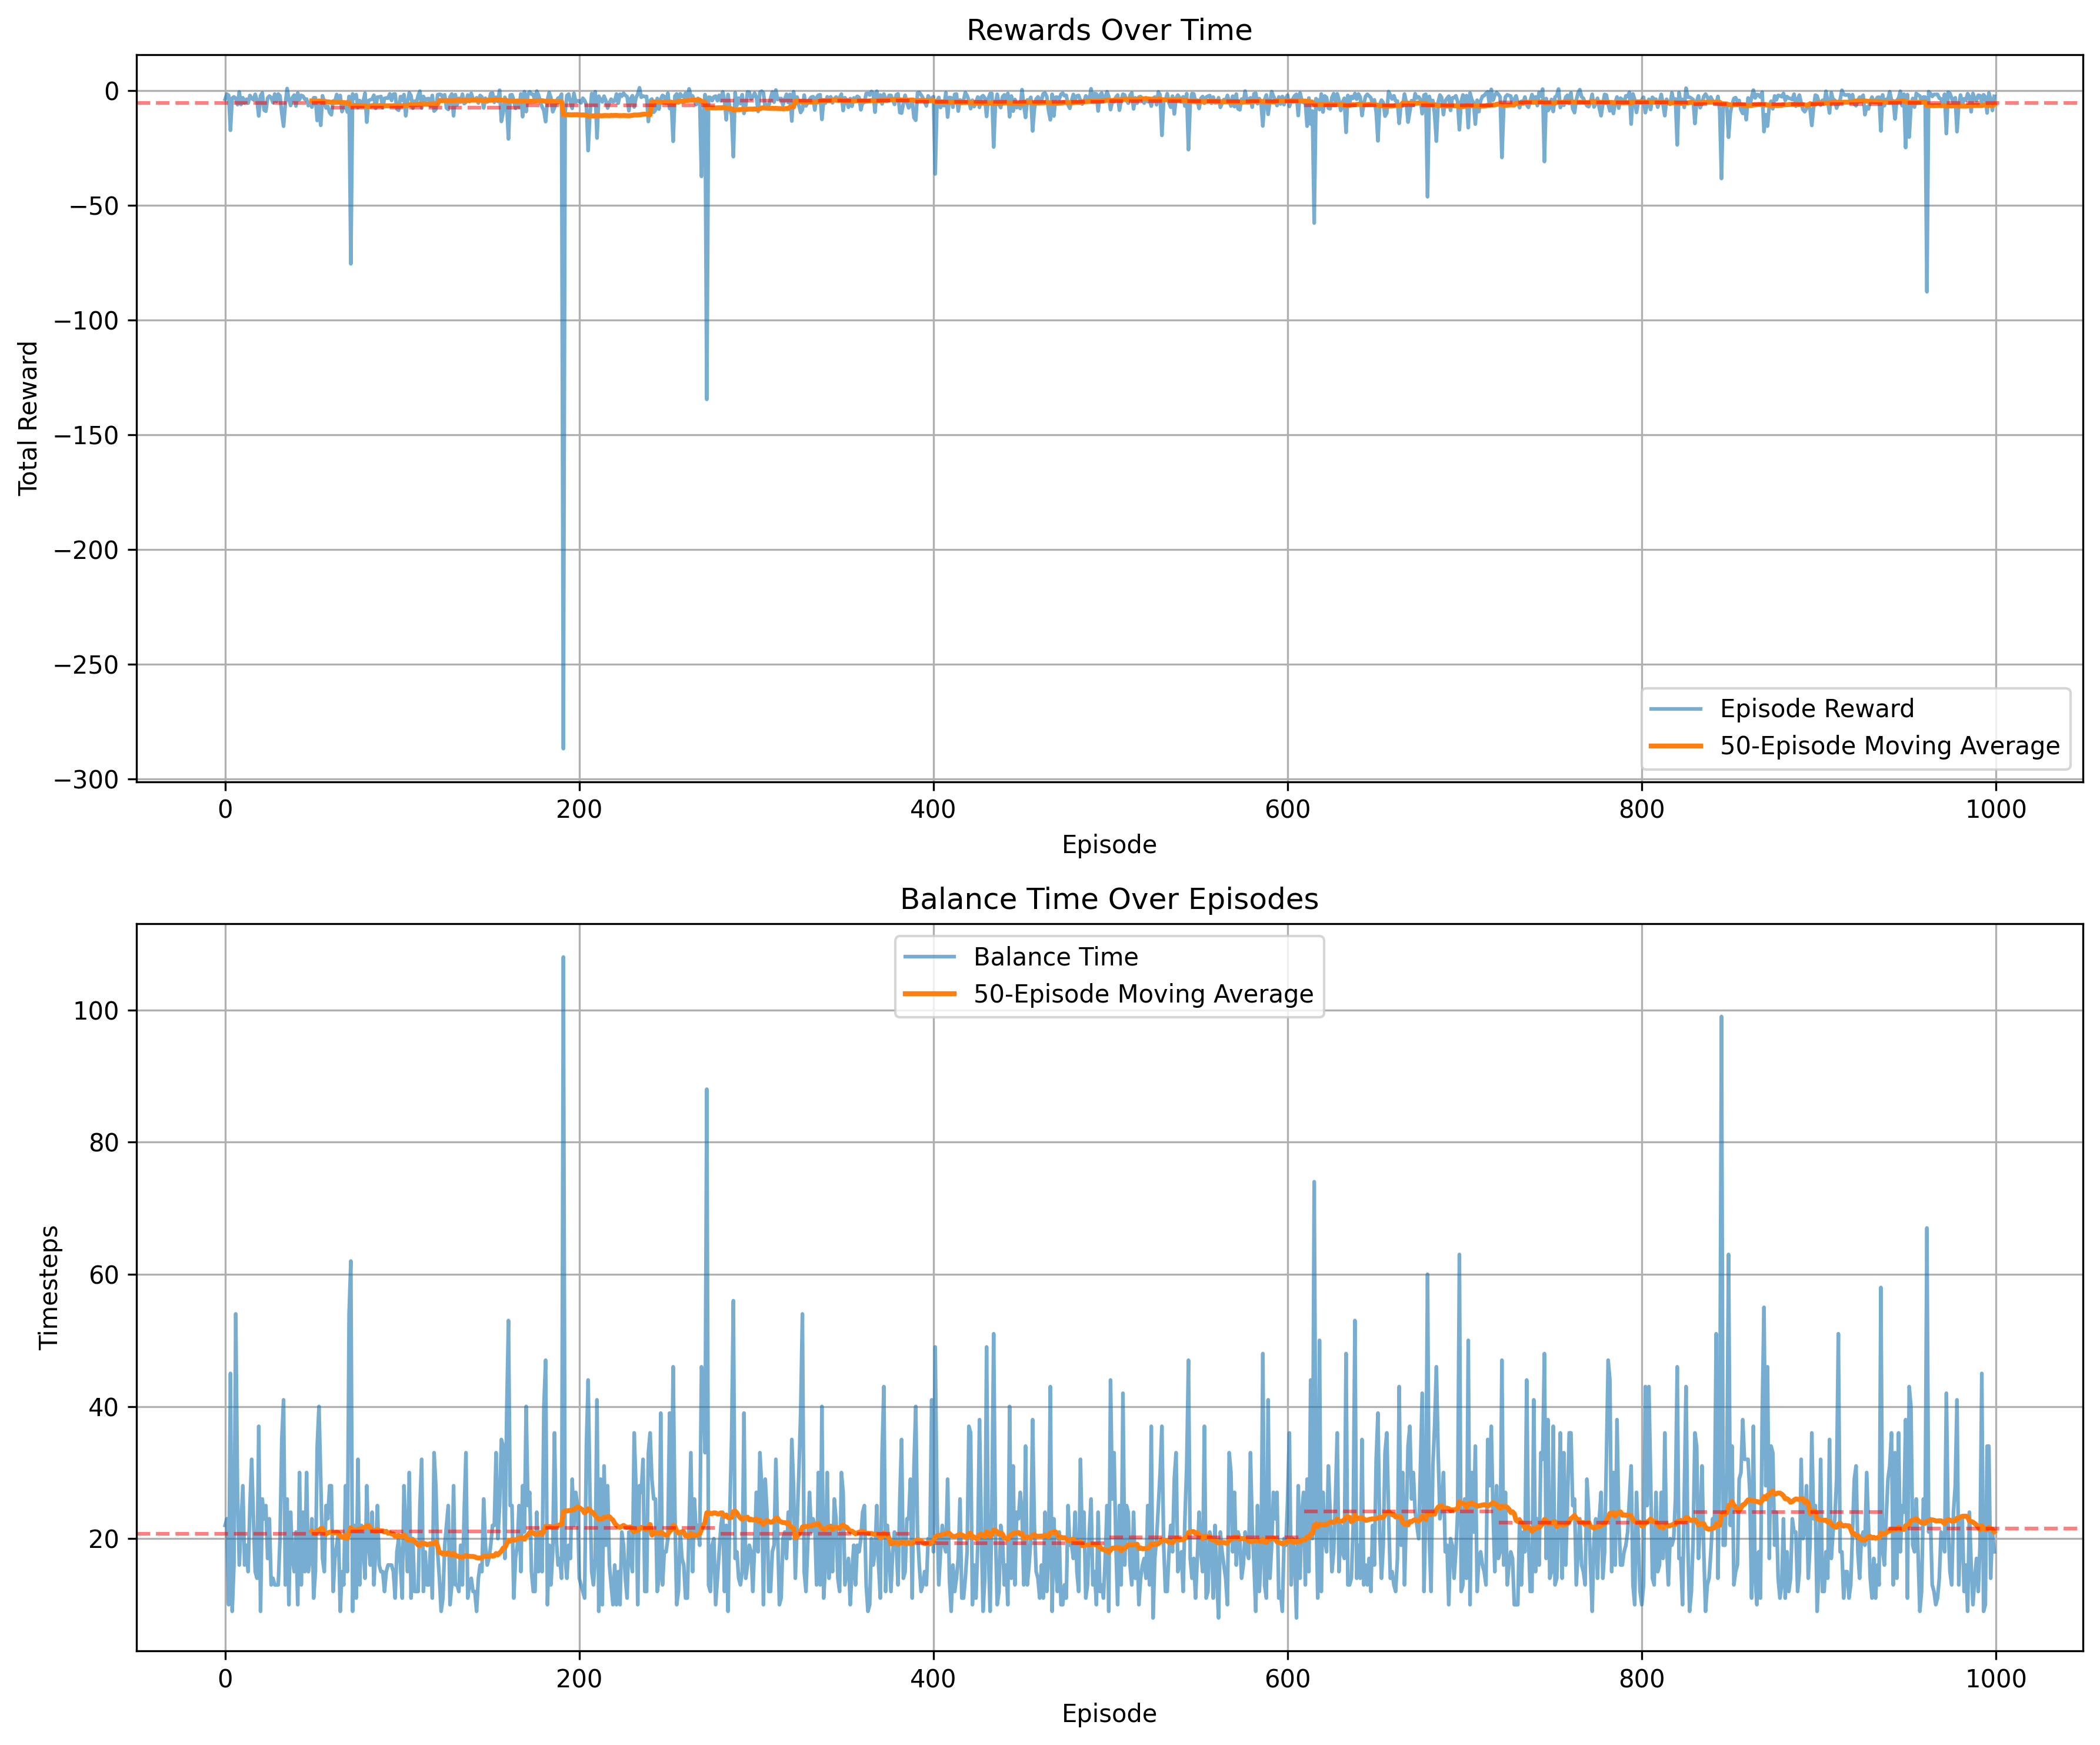 Rewards Over Time
0
−50
−100
−150
−200
−250
−300
Total Reward
Episode Reward
50-Episode Moving Average
0 200 400 600 800 1000
Episode
Balance Time Over Episodes
Balance Time
50-Episode Moving Average
100
80
60
40
20
Timesteps
0 200 400 600 800 1000
Episode